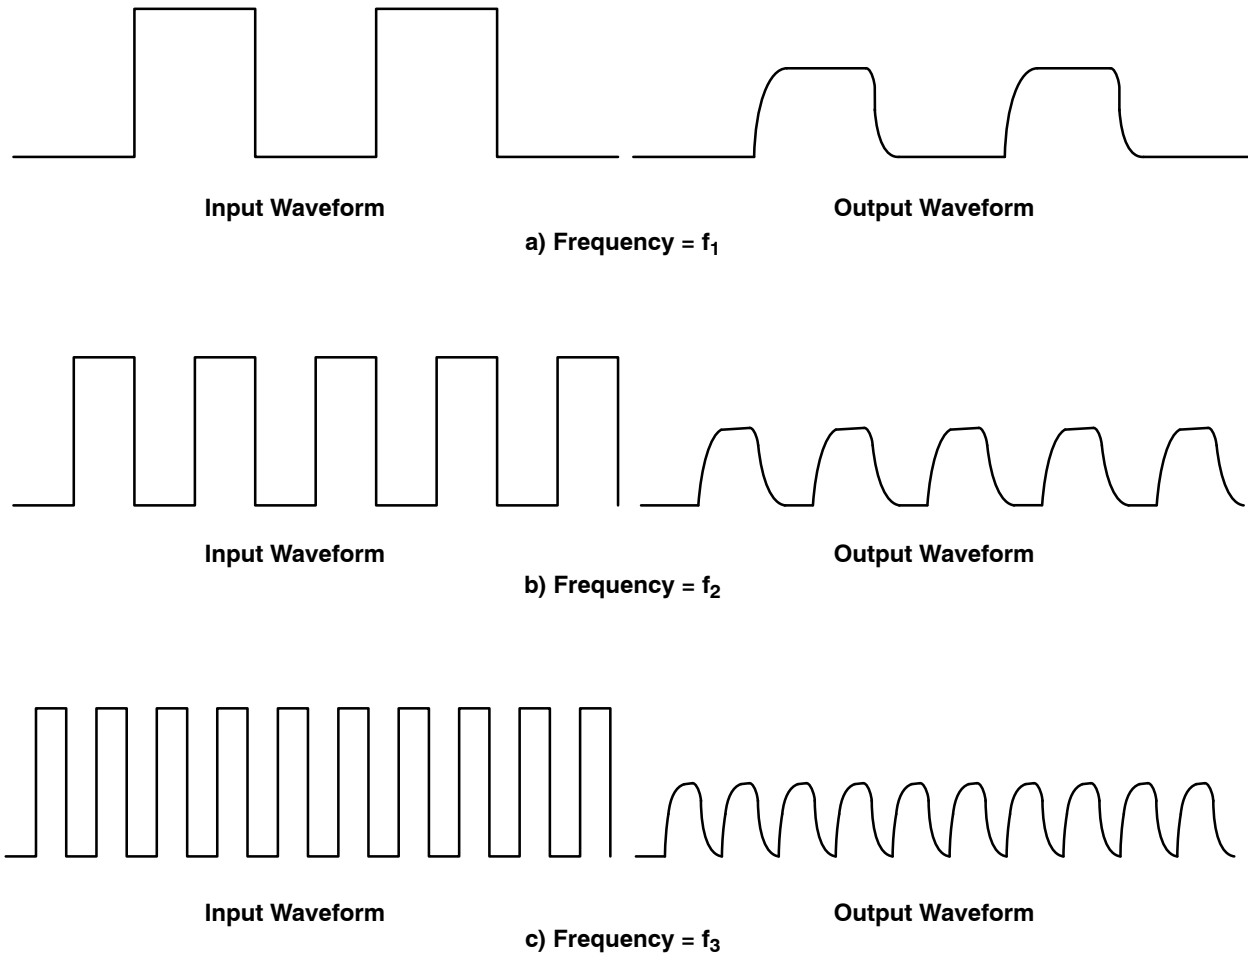 Input Waveform
Output Waveform
a) Frequency = f₁
Input Waveform
Output Waveform
b) Frequency = f₂
Input Waveform
Output Waveform
c) Frequency = f₃